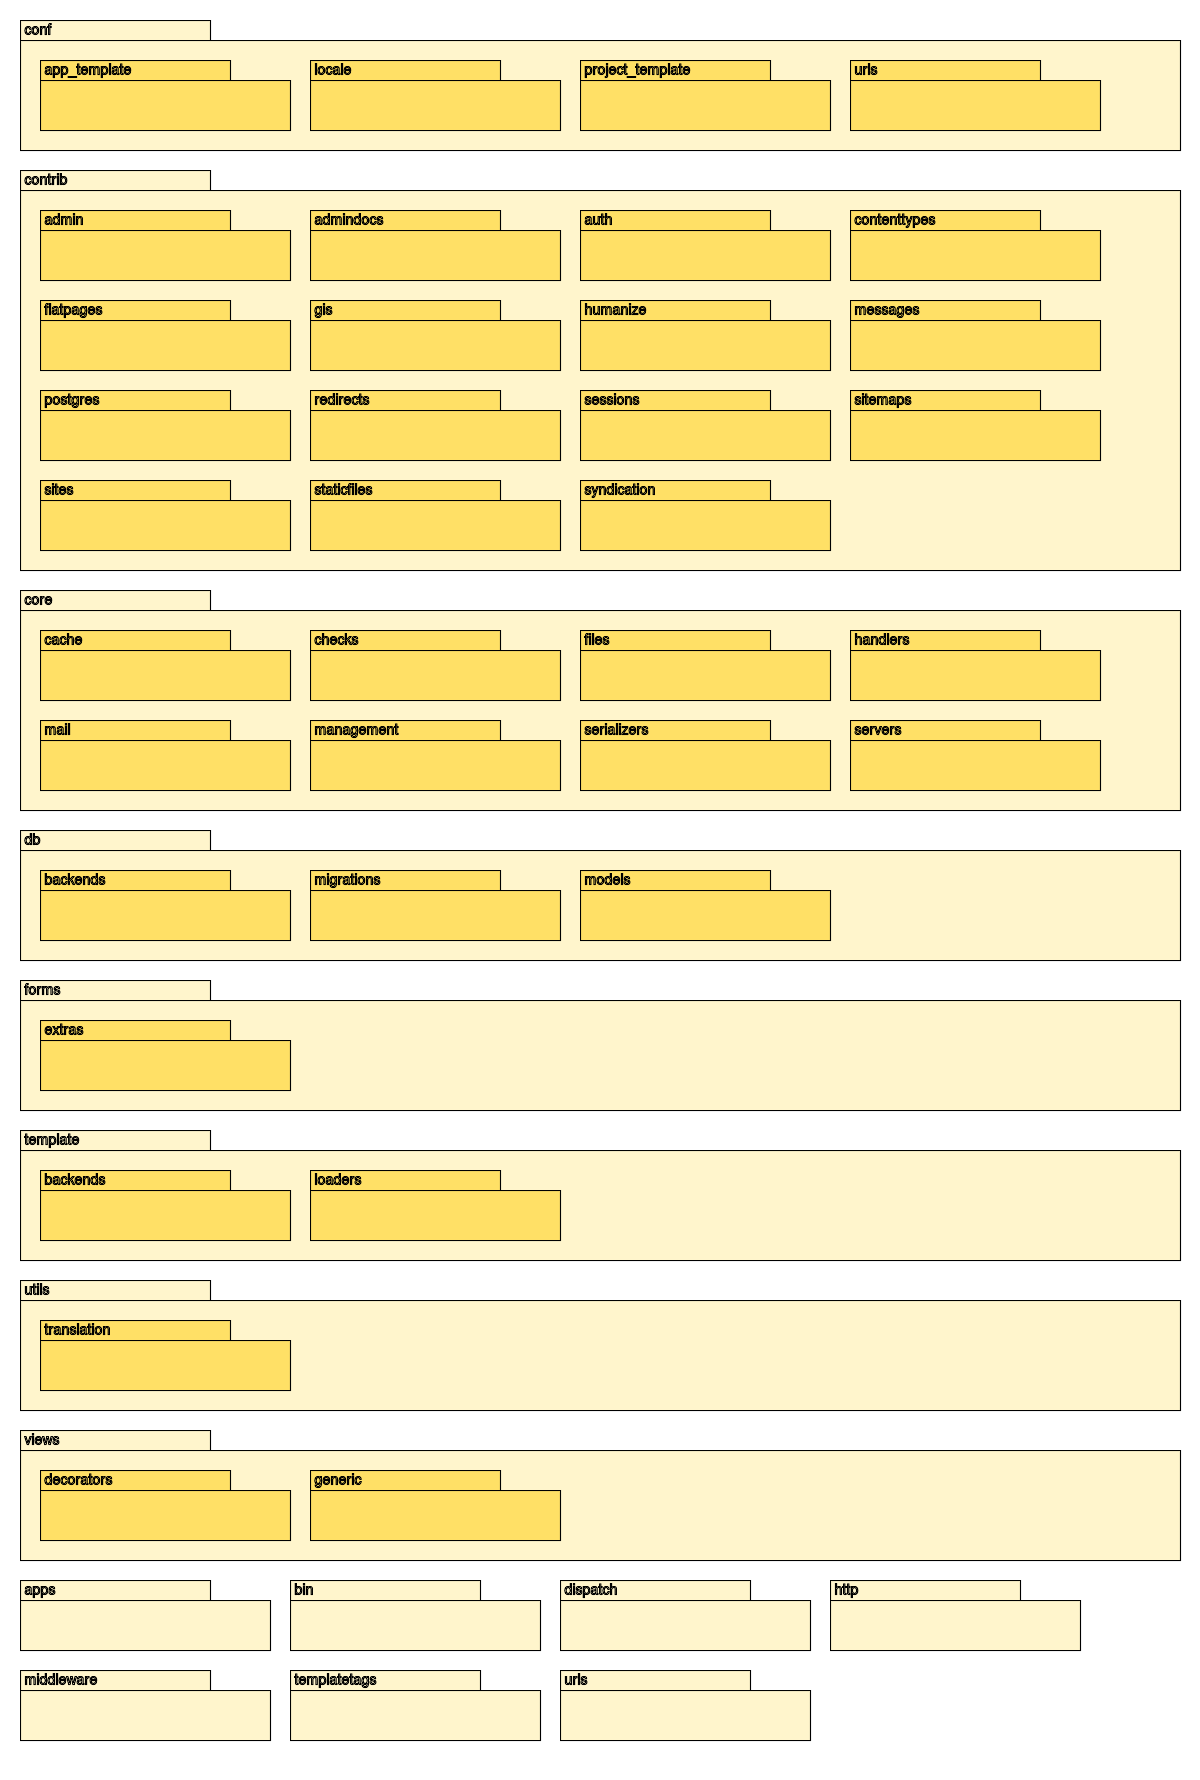 conf
app_template locale project_template urls
contrib
admin admindocs auth contenttypes
flatpages gis humanize messages
postgres redirects sessions sitemaps
sites staticfiles syndication
core
cache checks files handlers
mail management serializers servers
db
backends migrations models
forms
extras
template
backends loaders
utils
translation
views
decorators generic
apps bin dispatch http
middleware templatetags urls